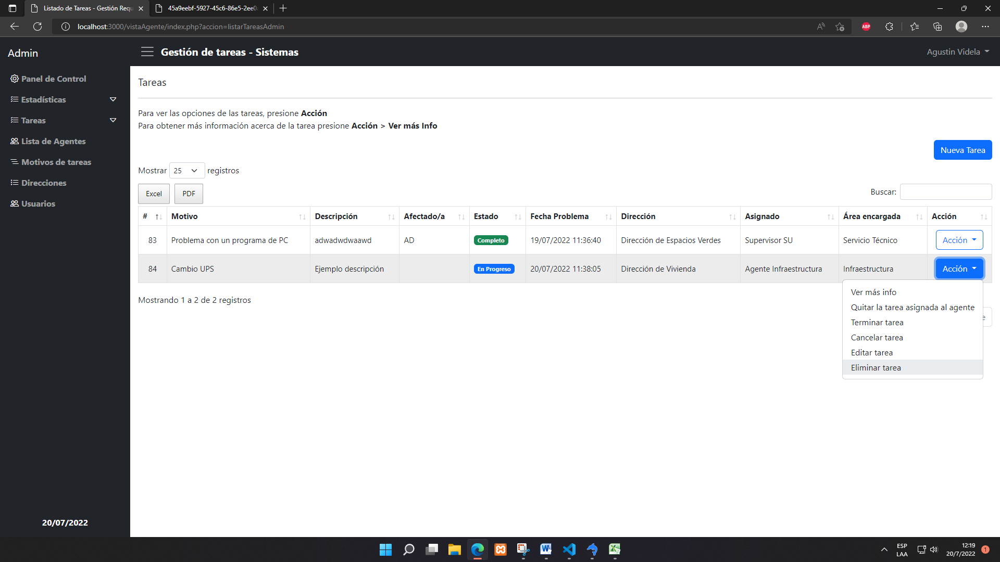 Listado de Tareas - Gestión Requ
45a9eebf-5927-45c6-86e5-2ee0
localhost:3000/vistaAgente/index.php?accion=listarTareasAdmin
ABP
Admin
Gestión de tareas - Sistemas
Agustin Videla
Panel de Control
Estadísticas
Tareas
Lista de Agentes
Motivos de tareas
Direcciones
Usuarios
20/07/2022
Tareas
Para ver las opciones de las tareas, presione Acción
Para obtener más información acerca de la tarea presione Acción > Ver más Info
Nueva Tarea
Mostrar 25 registros
Excel PDF
Buscar:
# Motivo Descripción Afectado/a Estado Fecha Problema Dirección Asignado Área encargada Acción
83 Problema con un programa de PC adwadwdwaawd AD Completo 19/07/2022 11:36:40 Dirección de Espacios Verdes Supervisor SU Servicio Técnico Acción
84 Cambio UPS Ejemplo descripción En Progreso 20/07/2022 11:38:05 Dirección de Vivienda Agente Infraestructura Infraestructura Acción
Mostrando 1 a 2 de 2 registros
Ver más info
Quitar la tarea asignada al agente
Terminar tarea
Cancelar tarea
Editar tarea
Eliminar tarea
ESP
LAA
12:19
20/7/2022
1